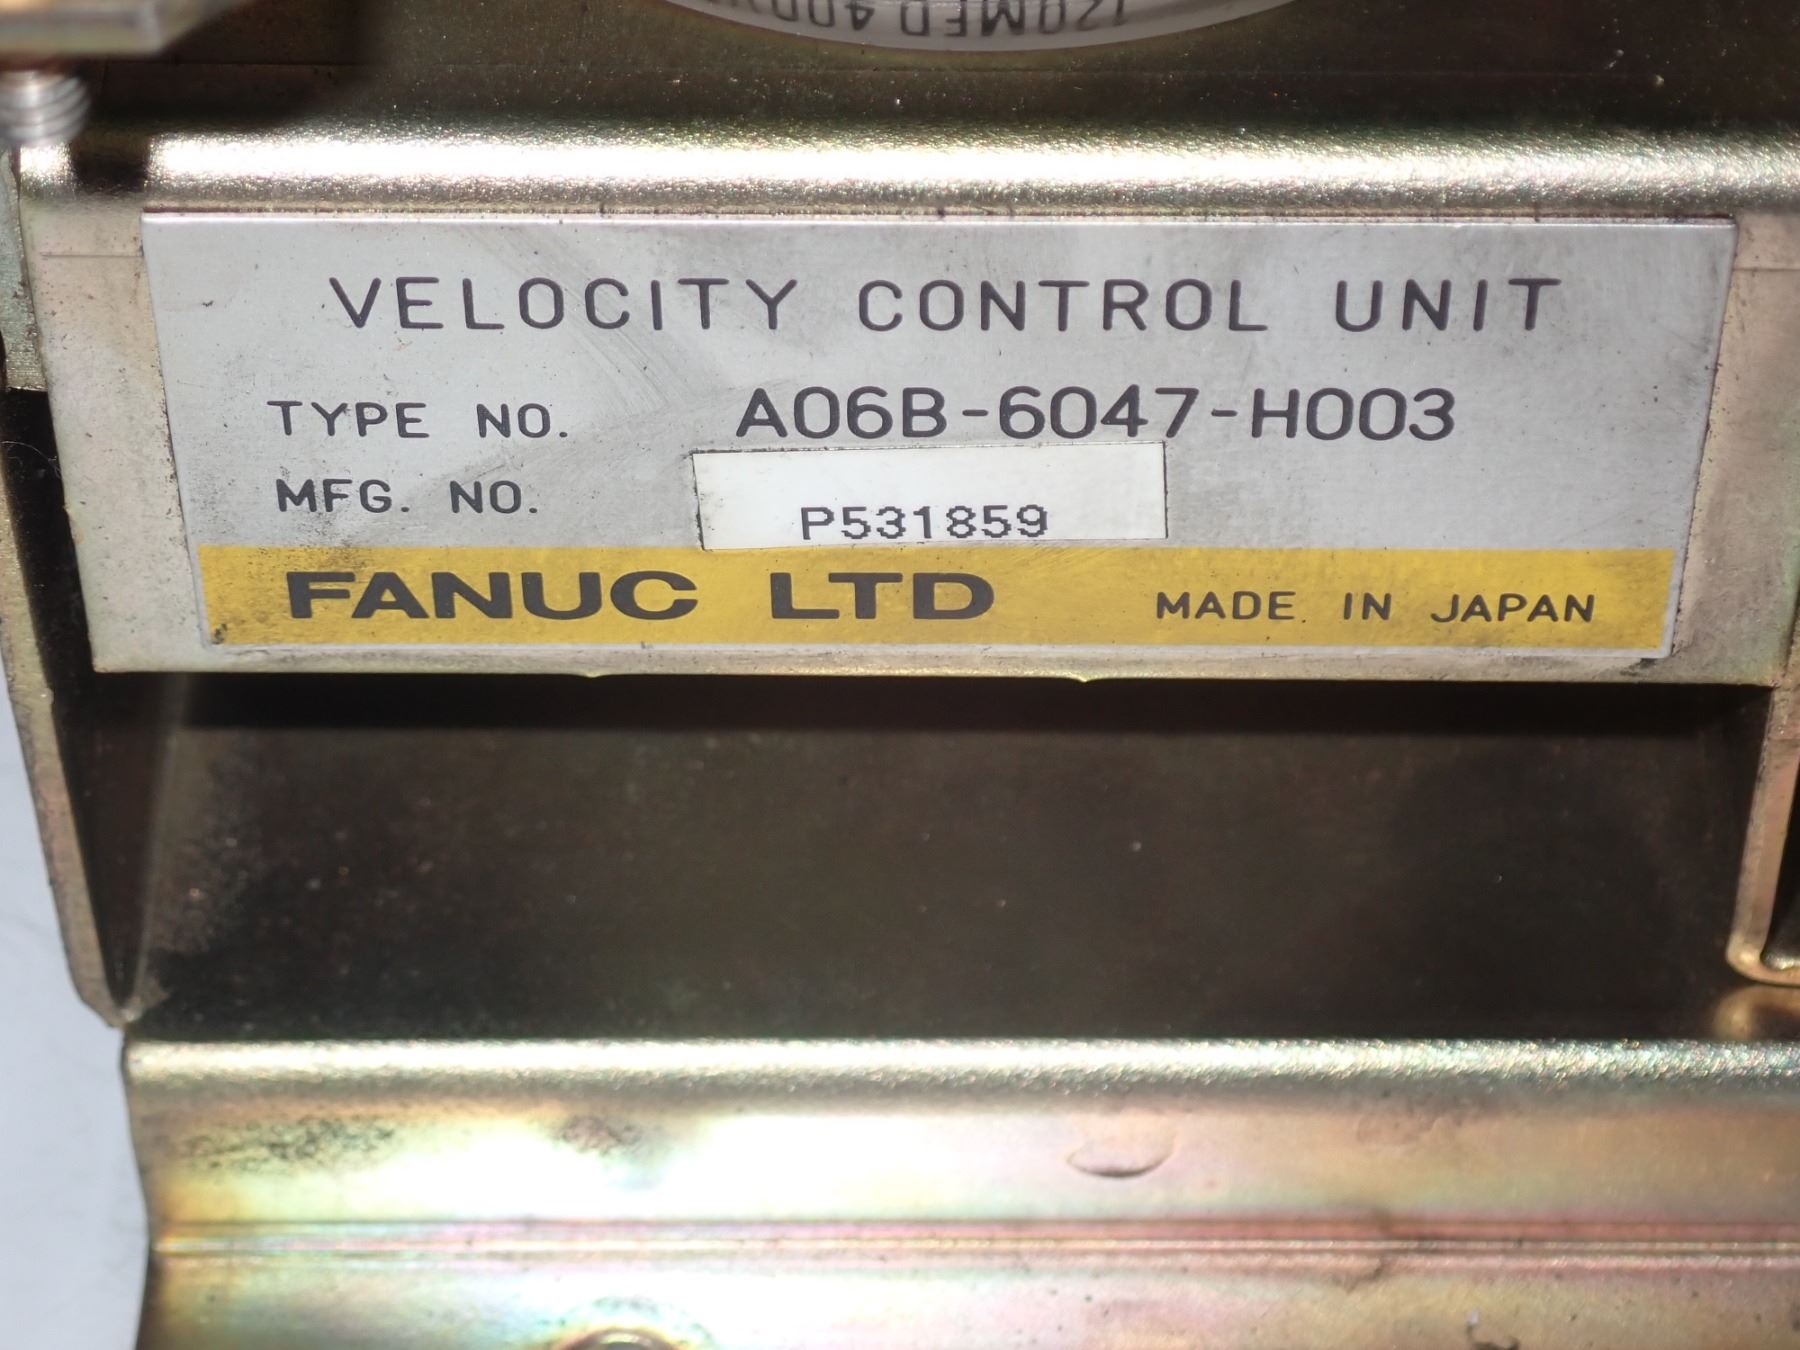 VELOCITY CONTROL UNIT
TYPE NO. A06B-6047-H003
MFG. NO. P531859
FANUC LTD MADE IN JAPAN